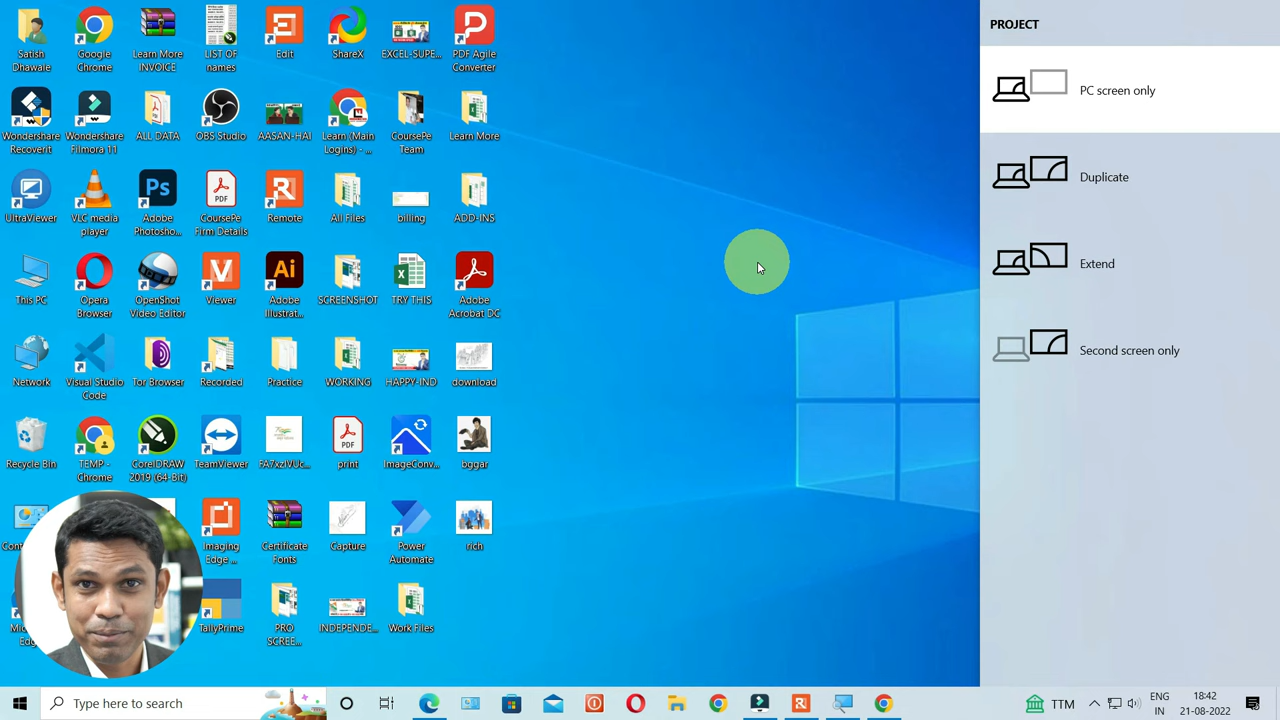 Satish
Dhawale
Google
Chrome
Learn More
INVOICE
LIST OF
names
Edit
ShareX
EXCEL-SUPE...
PDF Agile
Converter
Wondershare
Recoverit
Wondershare
Filmora 11
ALL DATA
OBS Studio
AASAN-HAI
Learn (Main
Logins) - ...
CoursePe
Team
Learn More
UltraViewer
VLC media
player
Ps
Adobe
Photosho...
PDF
CoursePe
Firm Details
Remote
All Files
billing
ADD-INS
This PC
Opera
Browser
OpenShot
Video Editor
Viewer
Ai
Adobe
Illustrat...
SCREENSHOT
TRY THIS
Adobe
Acrobat DC
Network
Visual Studio
Code
Tor Browser
Recorded
Practice
WORKING
HAPPY-IND
download
Recycle Bin
TEMP -
Chrome
CorelDRAW
2019 (64-Bit)
TeamViewer
FA7xzIVUc...
PDF
print
ImageConv...
bggar
Imaging
Edge ...
Certificate
Fonts
Capture
Power
Automate
rich
TallyPrime
PRO
SCREE...
INDEPENDE...
Work Files
PROJECT
PC screen only
Duplicate
Extend
Second screen only
Type here to search
TTM
ENG
IN
18:42
21-08-2022